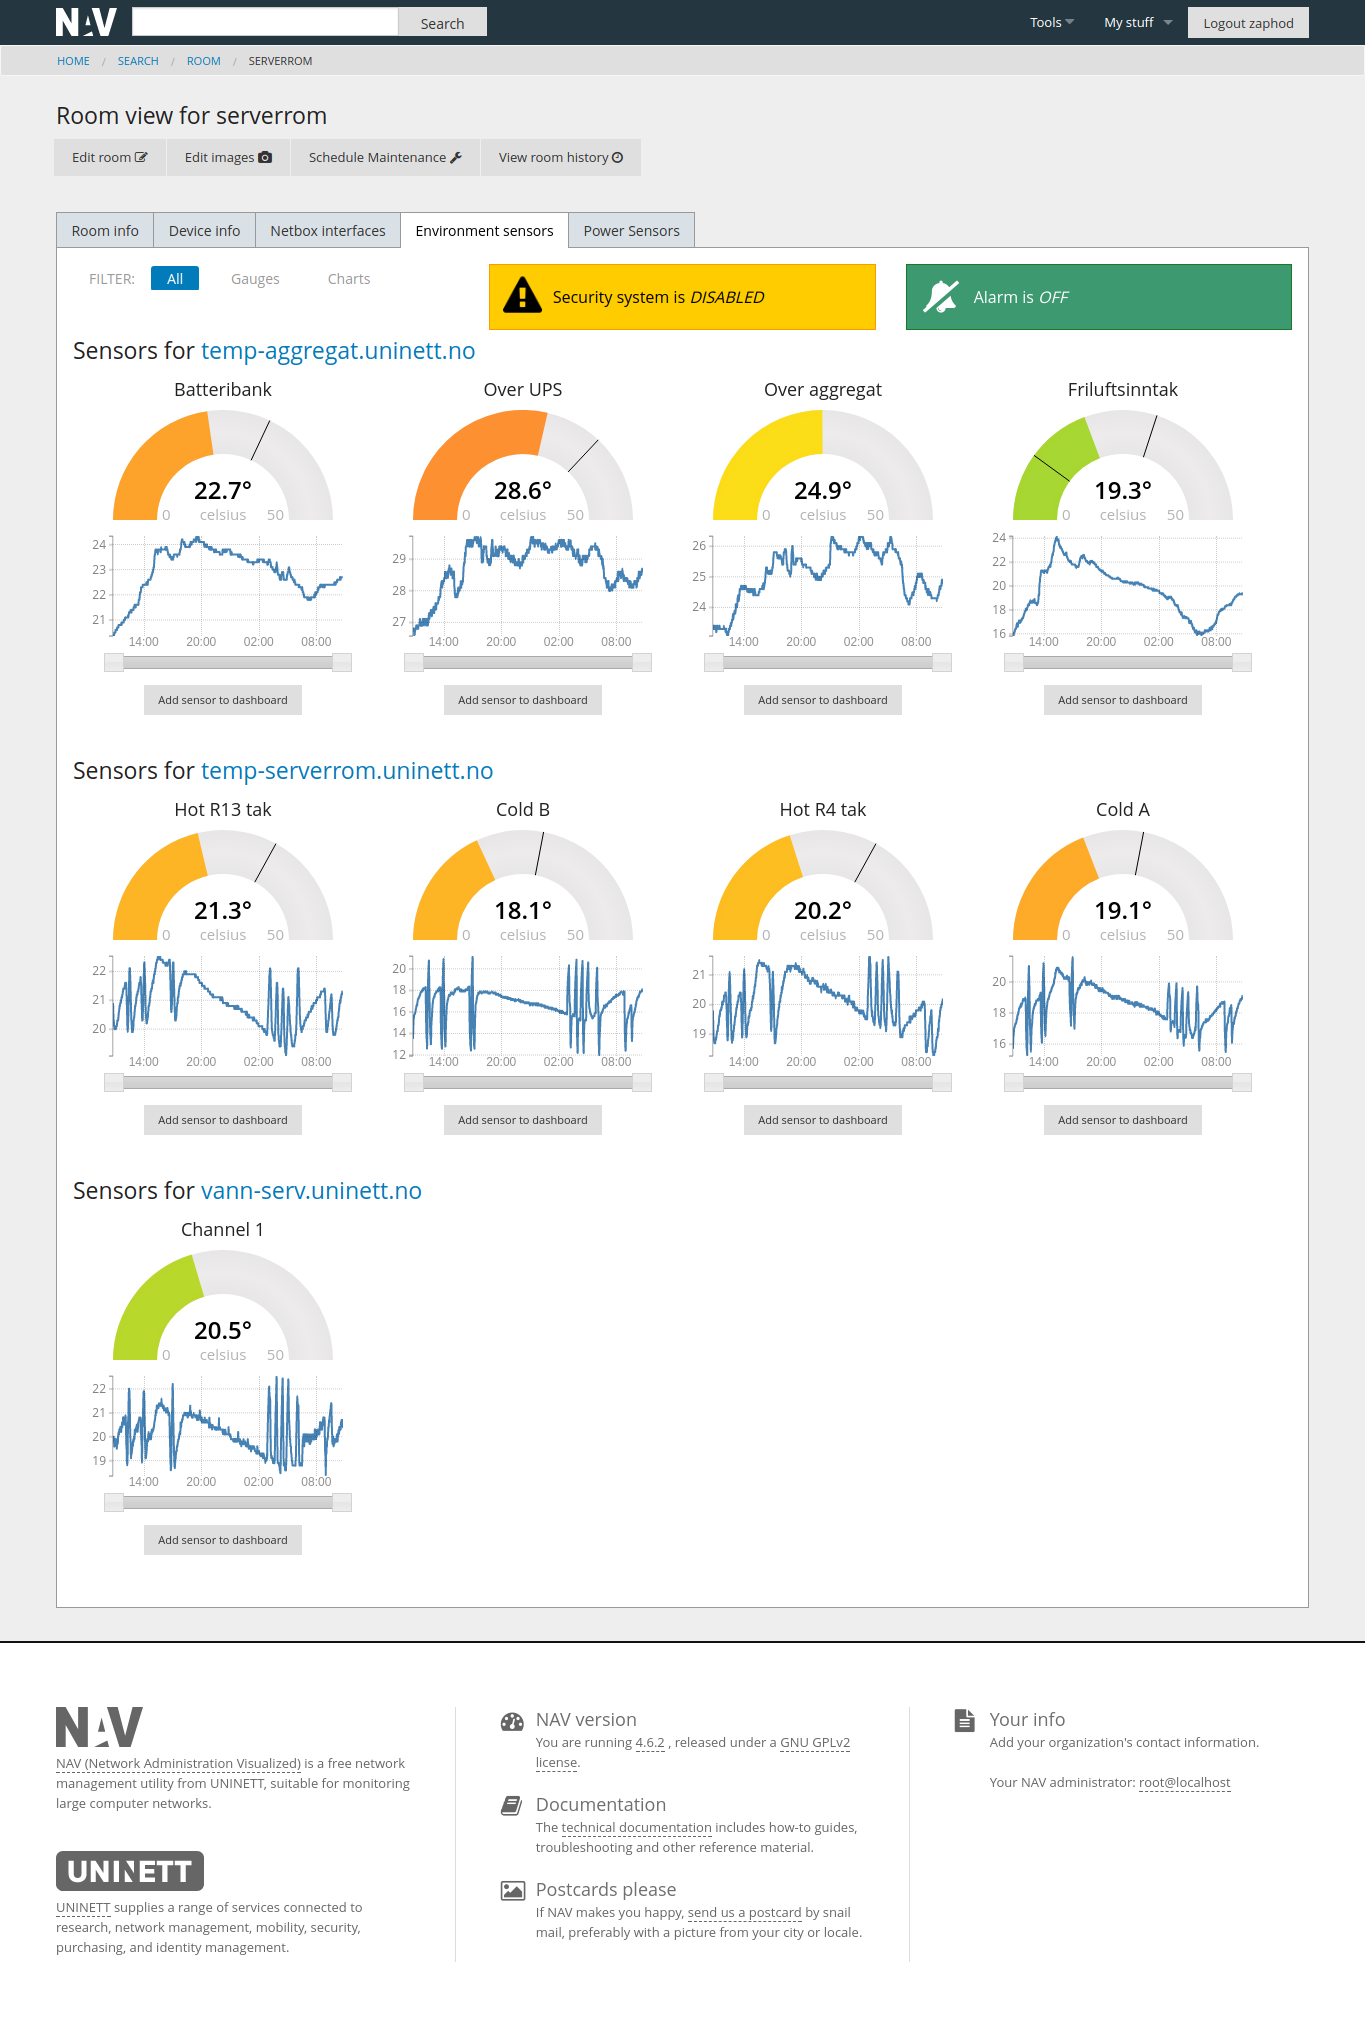 NAV Search Tools My stuff Logout zaphod
HOME / SEARCH / ROOM / SERVERROM
Room view for serverrom
Edit room Edit images Schedule Maintenance View room history
Room info Device info Netbox interfaces Environment sensors Power Sensors
FILTER: All Gauges Charts
Security system is DISABLED
Alarm is OFF
Sensors for temp-aggregat.uninett.no
Batteribank
22.7°
0 celsius 50
24
23
22
21
14:00 20:00 02:00 08:00
Add sensor to dashboard
Over UPS
28.6°
0 celsius 50
29
28
27
14:00 20:00 02:00 08:00
Add sensor to dashboard
Over aggregat
24.9°
0 celsius 50
26
25
24
14:00 20:00 02:00 08:00
Add sensor to dashboard
Friluftsinntak
19.3°
0 celsius 50
24
22
20
18
16
14:00 20:00 02:00 08:00
Add sensor to dashboard
Sensors for temp-serverrom.uninett.no
Hot R13 tak
21.3°
0 celsius 50
22
21
20
14:00 20:00 02:00 08:00
Add sensor to dashboard
Cold B
18.1°
0 celsius 50
20
18
16
14
12
14:00 20:00 02:00 08:00
Add sensor to dashboard
Hot R4 tak
20.2°
0 celsius 50
21
20
19
14:00 20:00 02:00 08:00
Add sensor to dashboard
Cold A
19.1°
0 celsius 50
20
18
16
14:00 20:00 02:00 08:00
Add sensor to dashboard
Sensors for vann-serv.uninett.no
Channel 1
20.5°
0 celsius 50
22
21
20
19
14:00 20:00 02:00 08:00
Add sensor to dashboard
NAV
NAV (Network Administration Visualized) is a free network
management utility from UNINETT, suitable for monitoring
large computer networks.
UNINETT
UNINETT supplies a range of services connected to
research, network management, mobility, security,
purchasing, and identity management.
NAV version
You are running 4.6.2 , released under a GNU GPLv2
license.
Documentation
The technical documentation includes how-to guides,
troubleshooting and other reference material.
Postcards please
If NAV makes you happy, send us a postcard by snail
mail, preferably with a picture from your city or locale.
Your info
Add your organization's contact information.
Your NAV administrator: root@localhost